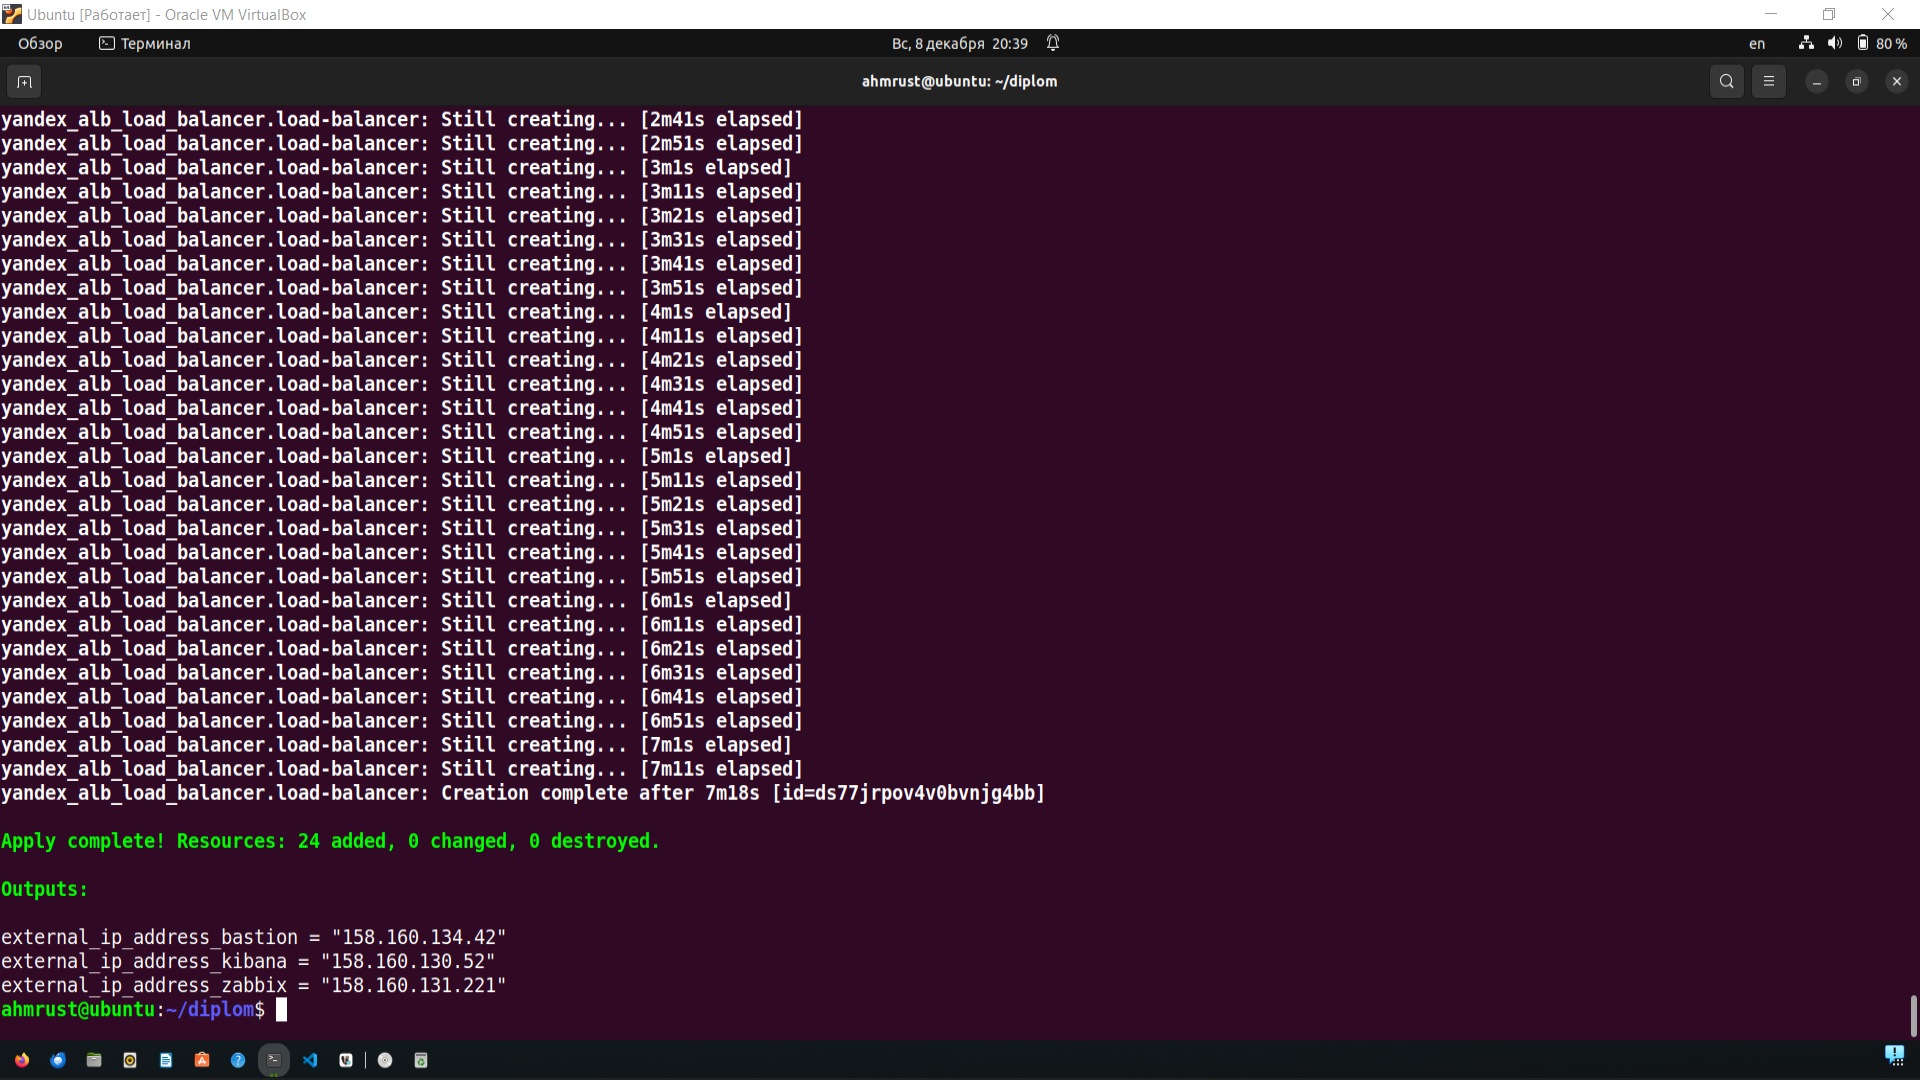 Ubuntu [Работает] - Oracle VM VirtualBox
Обзор Терминал Вс, 8 декабря 20:39 en 80 %
ahmrust@ubuntu: ~/diplom
yandex_alb_load_balancer.load-balancer: Still creating... [2m41s elapsed]
yandex_alb_load_balancer.load-balancer: Still creating... [2m51s elapsed]
yandex_alb_load_balancer.load-balancer: Still creating... [3m1s elapsed]
yandex_alb_load_balancer.load-balancer: Still creating... [3m11s elapsed]
yandex_alb_load_balancer.load-balancer: Still creating... [3m21s elapsed]
yandex_alb_load_balancer.load-balancer: Still creating... [3m31s elapsed]
yandex_alb_load_balancer.load-balancer: Still creating... [3m41s elapsed]
yandex_alb_load_balancer.load-balancer: Still creating... [3m51s elapsed]
yandex_alb_load_balancer.load-balancer: Still creating... [4m1s elapsed]
yandex_alb_load_balancer.load-balancer: Still creating... [4m11s elapsed]
yandex_alb_load_balancer.load-balancer: Still creating... [4m21s elapsed]
yandex_alb_load_balancer.load-balancer: Still creating... [4m31s elapsed]
yandex_alb_load_balancer.load-balancer: Still creating... [4m41s elapsed]
yandex_alb_load_balancer.load-balancer: Still creating... [4m51s elapsed]
yandex_alb_load_balancer.load-balancer: Still creating... [5m1s elapsed]
yandex_alb_load_balancer.load-balancer: Still creating... [5m11s elapsed]
yandex_alb_load_balancer.load-balancer: Still creating... [5m21s elapsed]
yandex_alb_load_balancer.load-balancer: Still creating... [5m31s elapsed]
yandex_alb_load_balancer.load-balancer: Still creating... [5m41s elapsed]
yandex_alb_load_balancer.load-balancer: Still creating... [5m51s elapsed]
yandex_alb_load_balancer.load-balancer: Still creating... [6m1s elapsed]
yandex_alb_load_balancer.load-balancer: Still creating... [6m11s elapsed]
yandex_alb_load_balancer.load-balancer: Still creating... [6m21s elapsed]
yandex_alb_load_balancer.load-balancer: Still creating... [6m31s elapsed]
yandex_alb_load_balancer.load-balancer: Still creating... [6m41s elapsed]
yandex_alb_load_balancer.load-balancer: Still creating... [6m51s elapsed]
yandex_alb_load_balancer.load-balancer: Still creating... [7m1s elapsed]
yandex_alb_load_balancer.load-balancer: Still creating... [7m11s elapsed]
yandex_alb_load_balancer.load-balancer: Creation complete after 7m18s [id=ds77jrpov4v0bvnjg4bb]
Apply complete! Resources: 24 added, 0 changed, 0 destroyed.
Outputs:
external_ip_address_bastion = "158.160.134.42"
external_ip_address_kibana = "158.160.130.52"
external_ip_address_zabbix = "158.160.131.221"
ahmrust@ubuntu:~/diplom$